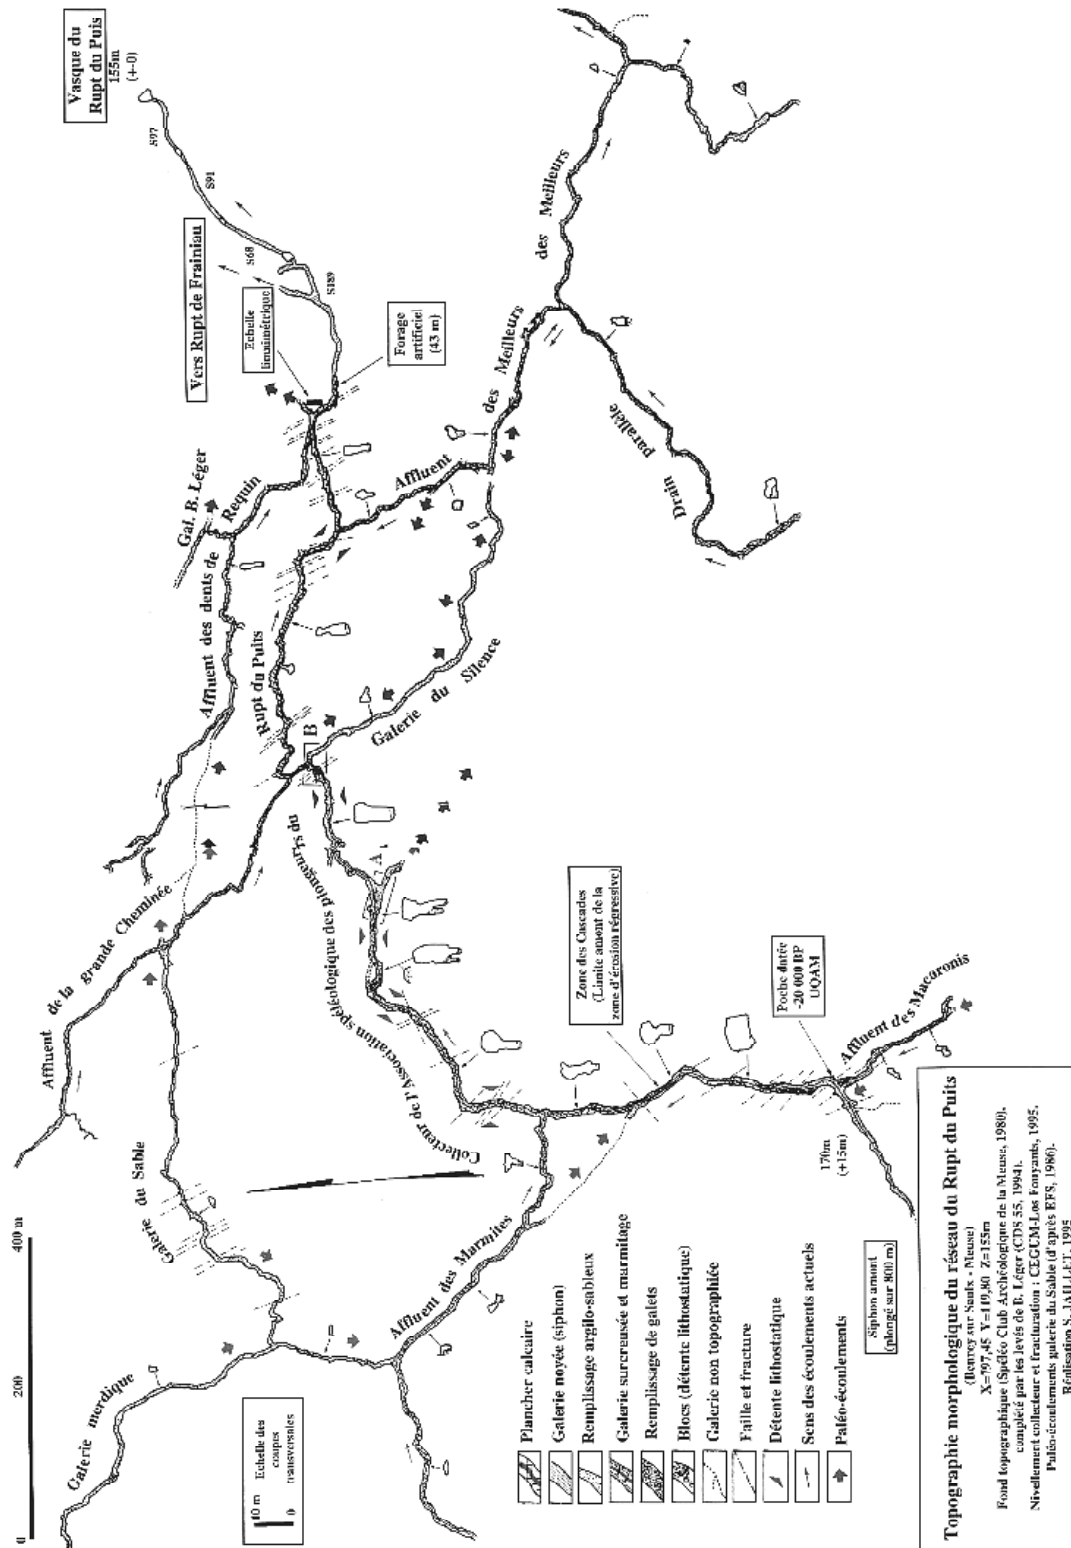 Vasque du
Rupt du Puis
155m
(+-0)
S97
S91
S68
S189
Vers Rupt de Frainiau
Echelle
limnimétrique
Forage
artificiel
(43 m)
Gal. B. Léger
Affluent des dents de Requin
Rupt du Puits
Affluent des Meilleurs
des Meilleurs
Drain parallèle
Galerie du Silence
B
A
Affluent de la grande Cheminée
Collecteur de l'Association spéléologique des plongeurs du
Zone des Cascades
(Limite amont de la
zone d'érosion régressive)
Poche datée
-20 000 BP
UQAM
Affluent des Macaronis
170m
(+15m)
Siphon amont
(plongé sur 800 m)
Galerie du Sable
Affluent des Marmites
Galerie merdique
0 200 400 m
Echelle des
coupes
transversales
10 m
0
Plancher calcaire
Galerie noyée (siphon)
Remplissage argilo-sableux
Galerie surcreusée et marmitage
Remplissage de galets
Blocs (détente lithostatique)
Galerie non topographiée
Faille et fracture
Détente lithostatique
Sens des écoulements actuels
Paléo-écoulements
Topographie morphologique du réseau du Rupt du Puits
(Beurey sur Saulx - Meuse)
X=797,45 Y=119,80 Z=155m
Fond topographique (Spéléo Club Archéologique de la Meuse, 1980).
complété par les levés de B. Léger (CDS 55, 1994).
Nivellement collecteur et fracturation : CEGUM-Los Fouyants, 1995.
Paléo-écoulements galerie du Sable (d'après EFS, 1986).
Réalisation S. JAILLET, 1995